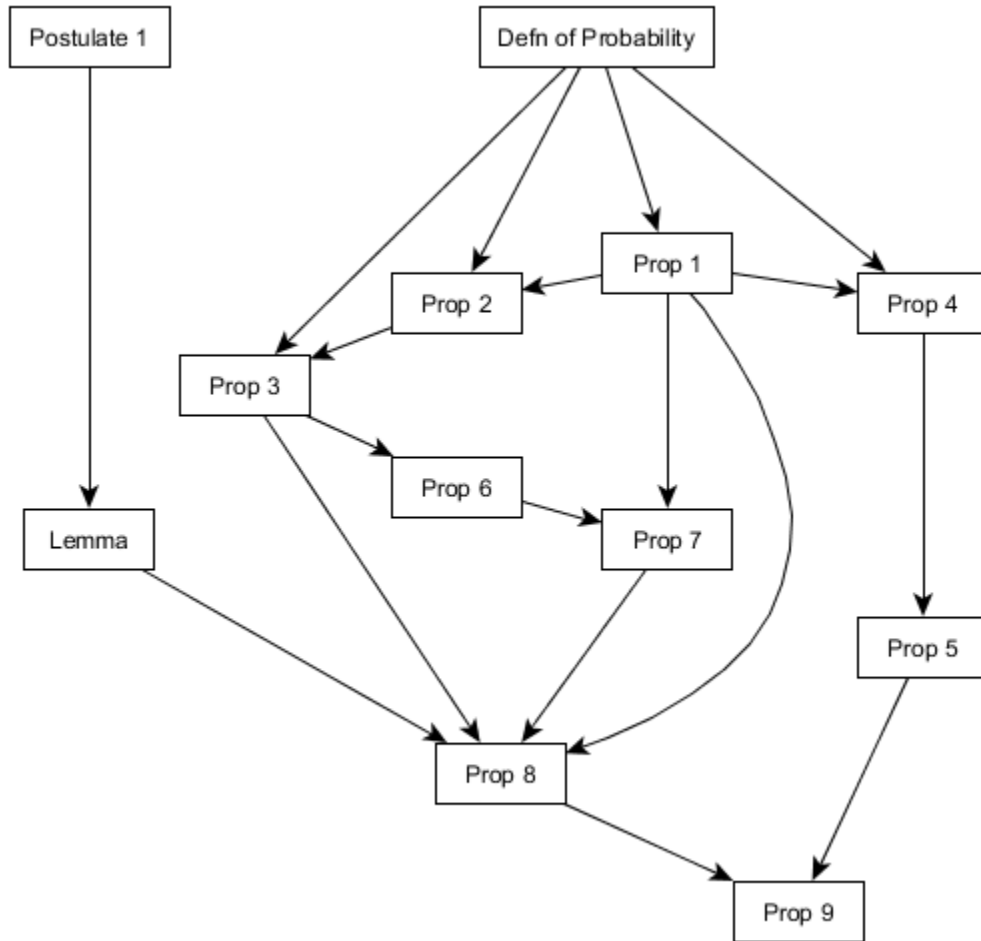 Postulate 1
Defn of Probability
Prop 1
Prop 2
Prop 4
Prop 3
Prop 6
Lemma
Prop 7
Prop 5
Prop 8
Prop 9